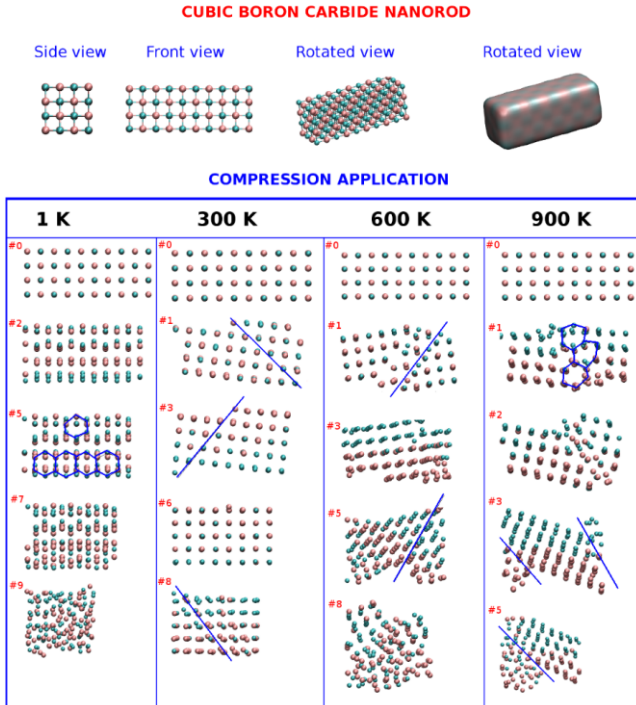 CUBIC BORON CARBIDE NANOROD
Side view Front view Rotated view Rotated view
COMPRESSION APPLICATION
1 K 300 K 600 K 900 K
#0 #0 #0 #0
#2 #1 #1 #1
#5 #3 #3 #2
#7 #6 #5 #3
#9 #8 #8 #5